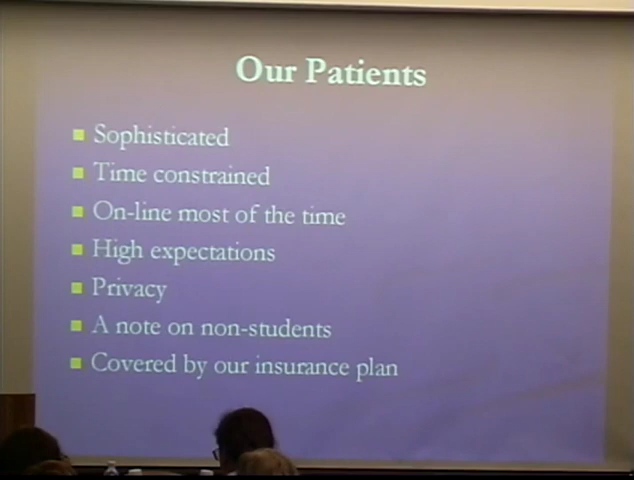 Our Patients
Sophisticated
Time constrained
On-line most of the time
High expectations
Privacy
A note on non-students
Covered by our insurance plan